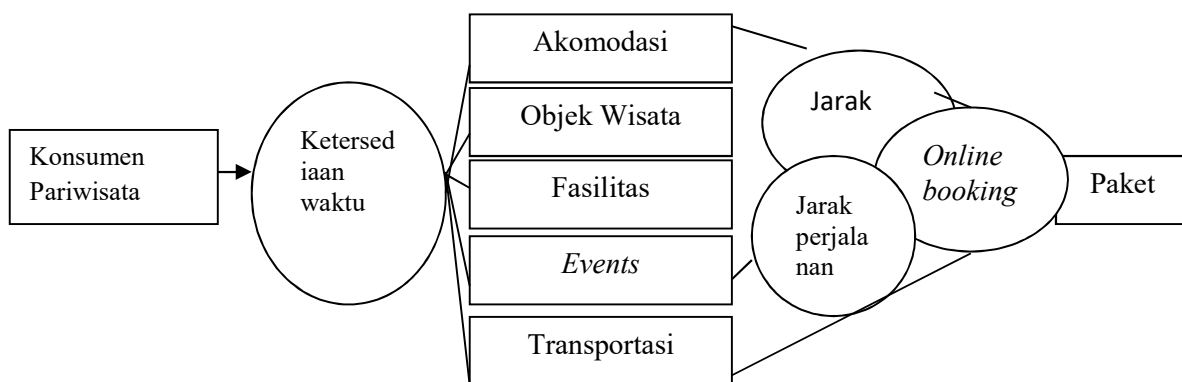 Konsumen
Pariwisata
Ketersed
iaan
waktu
Akomodasi
Objek Wisata
Fasilitas
Events
Transportasi
Jarak
Jarak
perjala
nan
Online
booking
Paket